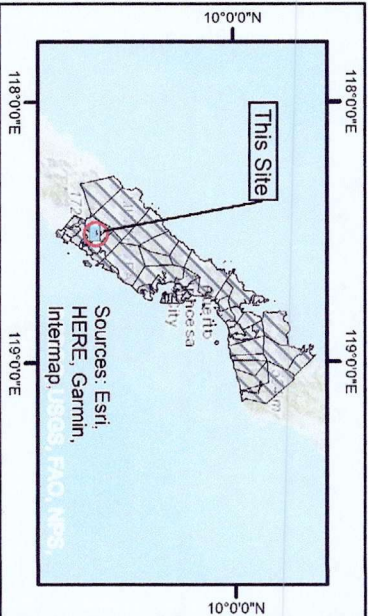 10°0'0"N
118°0'0"E
119°0'0"E
This Site
City
Sources: Esri,
HERE, Garmin,
Intermap, USGS, FAO, NPS,
118°0'0"E
119°0'0"E
10°0'0"N